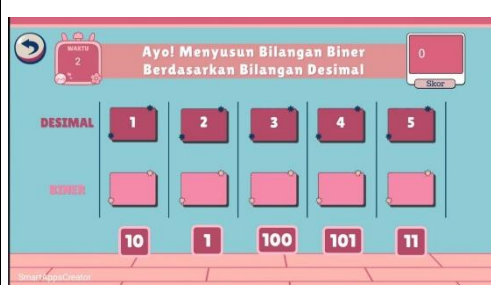 WAKTU
2
Ayo! Menyusun Bilangan Biner
Berdasarkan Bilangan Desimal
0
Skor
DESIMAL
1 2 3 4 5
BINER
10 1 100 101 11
SmartAppsCreator